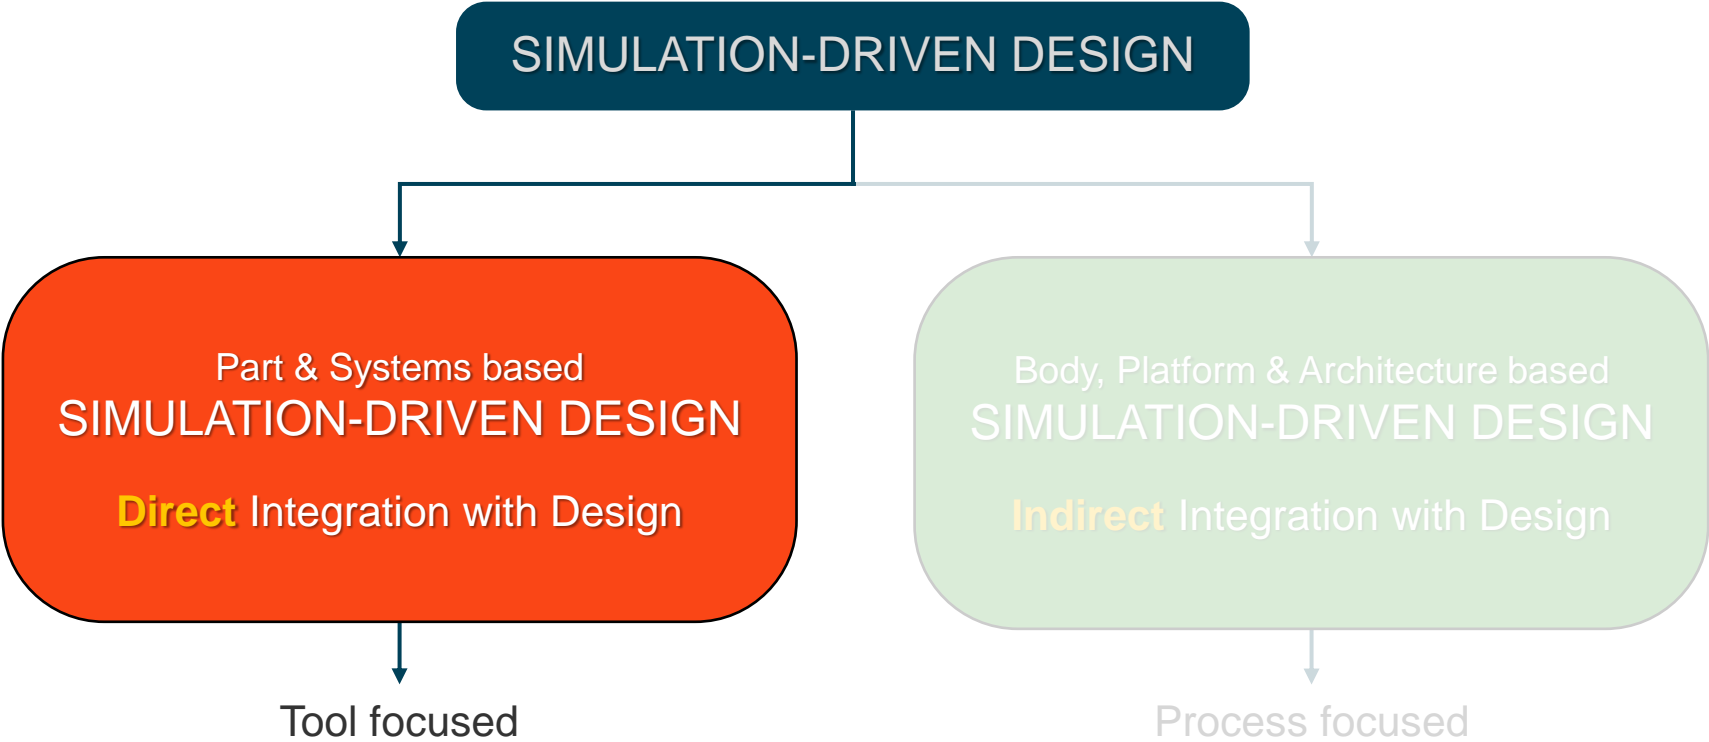 SIMULATION-DRIVEN DESIGN
Part & Systems based
SIMULATION-DRIVEN DESIGN
Direct Integration with Design
Tool focused
Body, Platform & Architecture based
SIMULATION-DRIVEN DESIGN
Indirect Integration with Design
Process focused